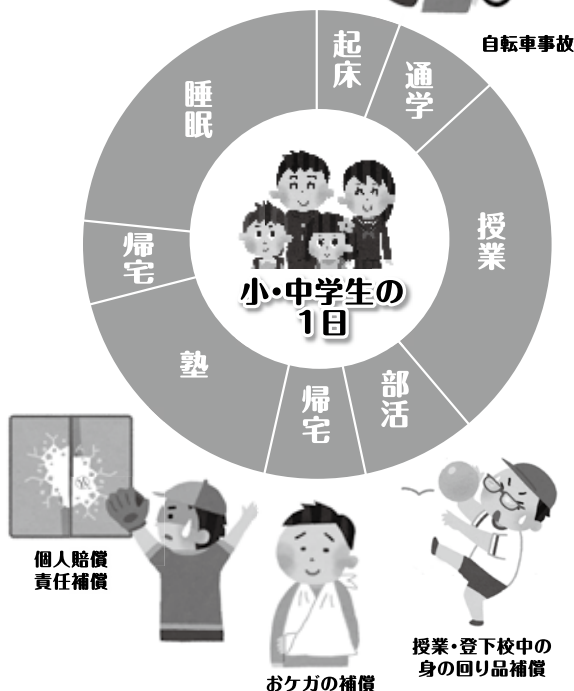 自転車事故
起床
通学
授業
部活
帰宅
塾
帰宅
睡眠
小・中学生の
1日
個人賠償
責任補償
おケガの補償
授業・登下校中の
身の回り品補償